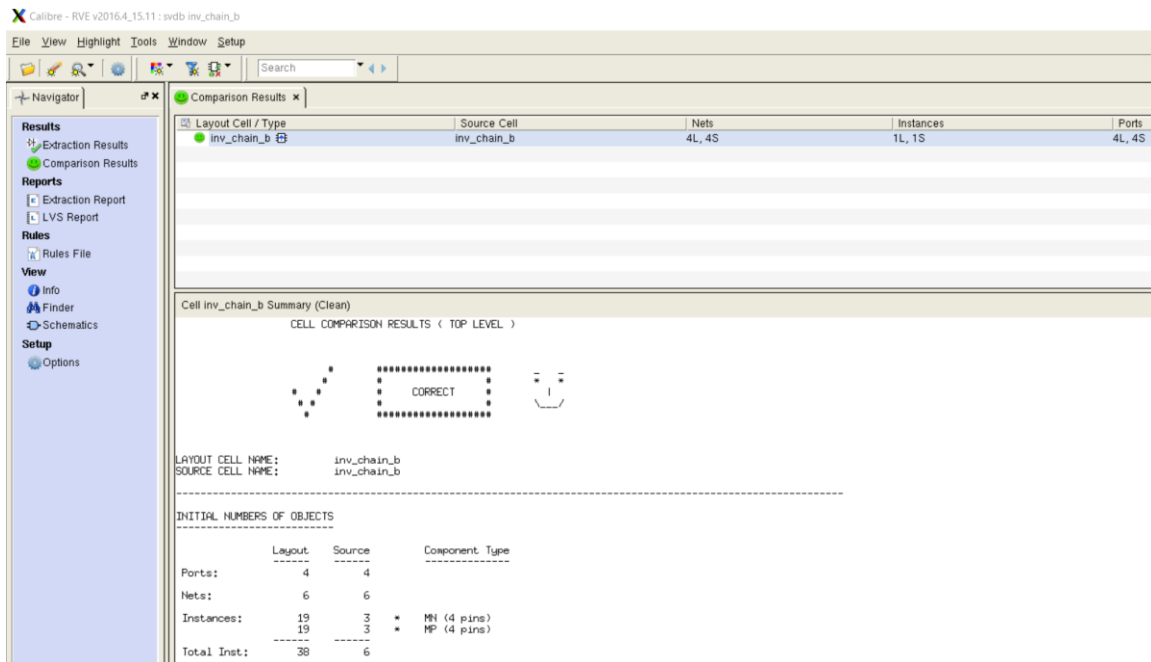 Calibre - RVE v2016.4_15.11 : svdb inv_chain_b
File View Highlight Tools Window Setup
Search
Navigator
Comparison Results ×
Results
Extraction Results
Comparison Results
Reports
Extraction Report
LVS Report
Rules
Rules File
View
Info
Finder
Schematics
Setup
Options
Layout Cell / Type Source Cell Nets Instances Ports
inv_chain_b inv_chain_b 4L, 4S 1L, 1S 4L, 4S
Cell inv_chain_b Summary (Clean)
CELL COMPARISON RESULTS ( TOP LEVEL )
CORRECT
LAYOUT CELL NAME: inv_chain_b
SOURCE CELL NAME: inv_chain_b
INITIAL NUMBERS OF OBJECTS
Layout Source Component Type
Ports: 4 4
Nets: 6 6
Instances: 19 3 * MN (4 pins)
19 3 * MP (4 pins)
Total Inst: 38 6